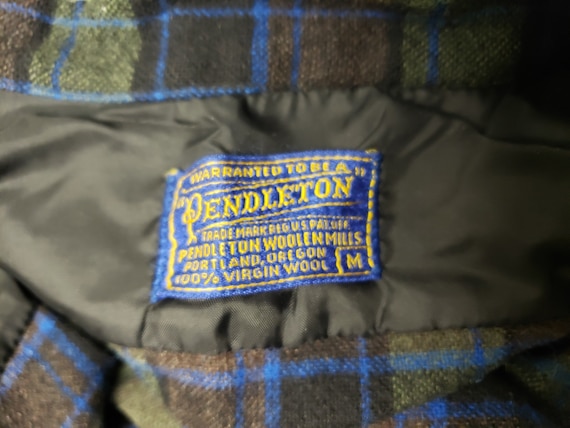 "WARRANTED TO BE A"
"PENDLETON"
TRADE MARK REG. U.S. PAT. OFF.
PENDLETON WOOLEN MILLS
PORTLAND, OREGON
100% VIRGIN WOOL M